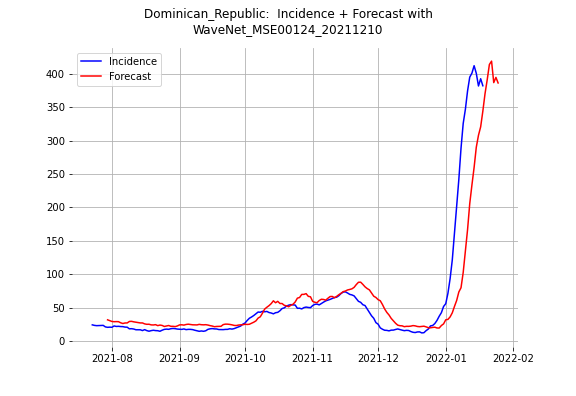 Dominican_Republic:  Incidence + Forecast with
WaveNet_MSE00124_20211210
Incidence
Forecast
400
350
300
250
200
150
100
50
0
2021-08 2021-09 2021-10 2021-11 2021-12 2022-01 2022-02